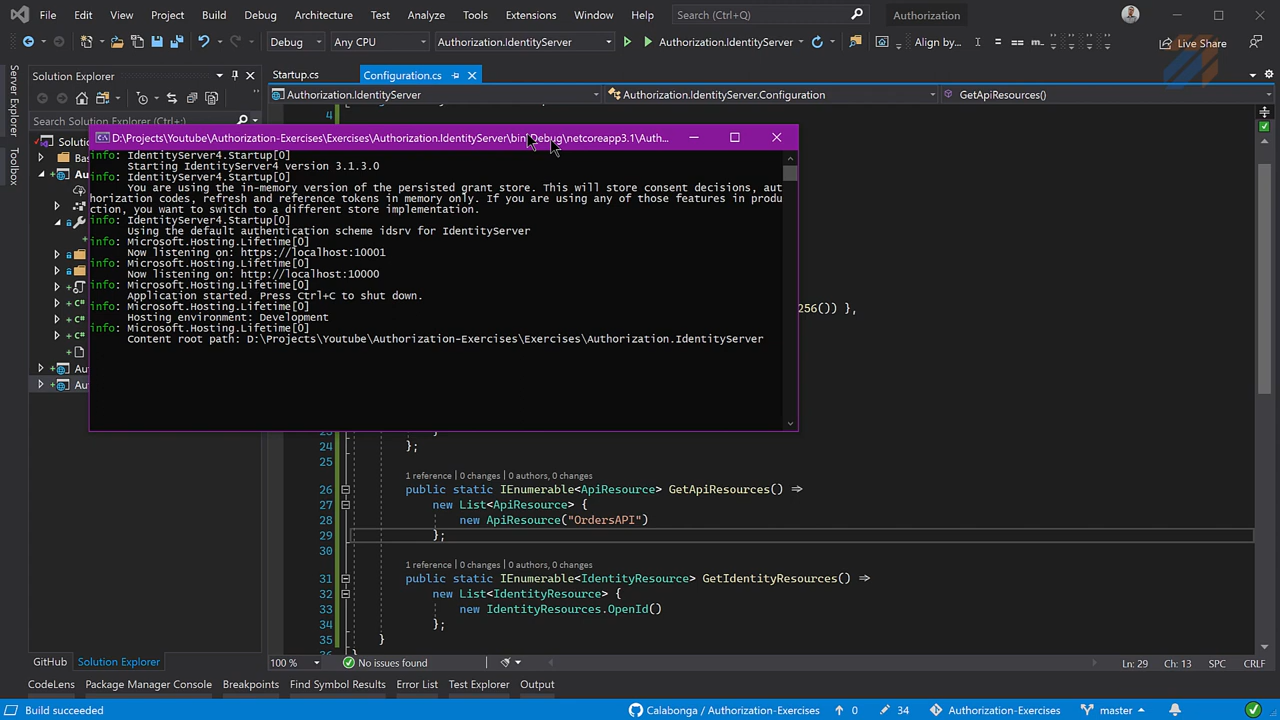 File Edit View Project Build Debug Architecture Test Analyze Tools Extensions Window Help Search (Ctrl+Q) Authorization
Debug Any CPU Authorization.IdentityServer Authorization.IdentityServer Align by... Live Share
Server Explorer
Toolbox
Solution Explorer
Startup.cs Configuration.cs
Authorization.IdentityServer Authorization.IdentityServer.Configuration GetApiResources()
Search Solution Explorer (Ctrl+;)
D:\Projects\Youtube\Authorization-Exercises\Exercises\Authorization.IdentityServer\bin\Debug\netcoreapp3.1\Auth...
info: IdentityServer4.Startup[0]
Starting IdentityServer4 version 3.1.3.0
info: IdentityServer4.Startup[0]
You are using the in-memory version of the persisted grant store. This will store consent decisions, aut
horization codes, refresh and reference tokens in memory only. If you are using any of those features in produ
ction, you want to switch to a different store implementation.
info: IdentityServer4.Startup[0]
Using the default authentication scheme idsrv for IdentityServer
info: Microsoft.Hosting.Lifetime[0]
Now listening on: https://localhost:10001
info: Microsoft.Hosting.Lifetime[0]
Now listening on: http://localhost:10000
info: Microsoft.Hosting.Lifetime[0]
Application started. Press Ctrl+C to shut down.
info: Microsoft.Hosting.Lifetime[0]
Hosting environment: Development
info: Microsoft.Hosting.Lifetime[0]
Content root path: D:\Projects\Youtube\Authorization-Exercises\Exercises\Authorization.IdentityServer
Bas
Au
C#
C#
C#
Au
Au
256()) },
}
24 };
25
1 reference | 0 changes | 0 authors, 0 changes
26 public static IEnumerable<ApiResource> GetApiResources() =>
27 new List<ApiResource> {
28 new ApiResource("OrdersAPI")
29 };
30
1 reference | 0 changes | 0 authors, 0 changes
31 public static IEnumerable<IdentityResource> GetIdentityResources() =>
32 new List<IdentityResource> {
33 new IdentityResources.OpenId()
34 };
35 }
GitHub Solution Explorer 100 % No issues found Ln: 29 Ch: 13 SPC CRLF
CodeLens Package Manager Console Breakpoints Find Symbol Results Error List Test Explorer Output
Build succeeded Calabonga / Authorization-Exercises 0 34 Authorization-Exercises master